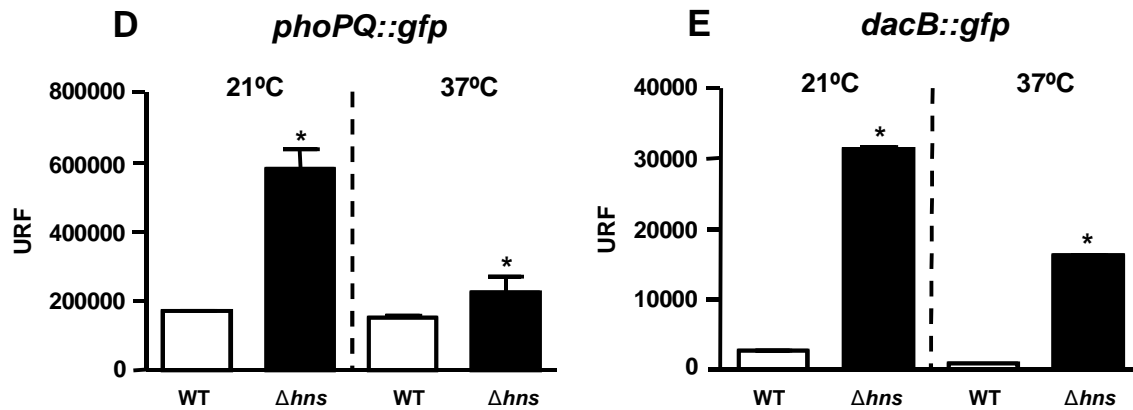 D phoPQ::gfp
21ºC 37ºC
URF
800000
600000
400000
200000
0
* *
WT Δhns WT Δhns
E dacB::gfp
21ºC 37ºC
URF
40000
30000
20000
10000
0
* *
WT Δhns WT Δhns